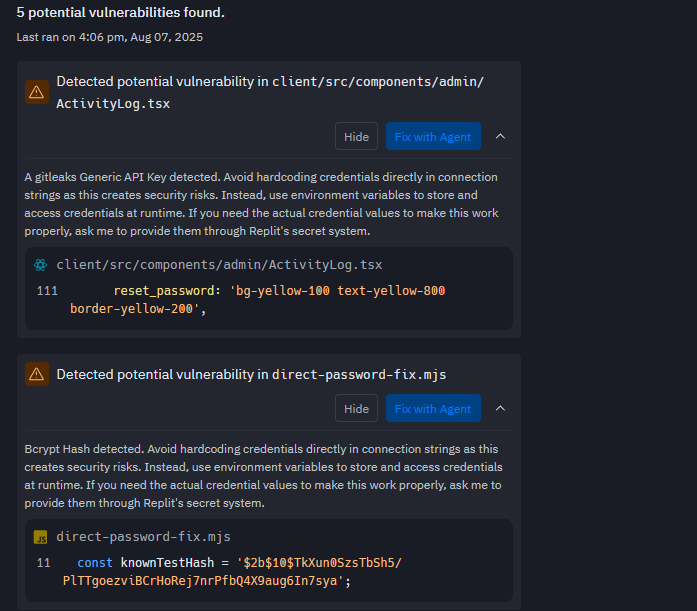 5 potential vulnerabilities found.
Last ran on 4:06 pm, Aug 07, 2025
Detected potential vulnerability in client/src/components/admin/
ActivityLog.tsx
Hide
Fix with Agent
A gitleaks Generic API Key detected. Avoid hardcoding credentials directly in connection
strings as this creates security risks. Instead, use environment variables to store and
access credentials at runtime. If you need the actual credential values to make this work
properly, ask me to provide them through Replit's secret system.
client/src/components/admin/ActivityLog.tsx
111 reset_password: 'bg-yellow-100 text-yellow-800
border-yellow-200',
Detected potential vulnerability in direct-password-fix.mjs
Hide
Fix with Agent
Bcrypt Hash detected. Avoid hardcoding credentials directly in connection strings as this
creates security risks. Instead, use environment variables to store and access credentials
at runtime. If you need the actual credential values to make this work properly, ask me to
provide them through Replit's secret system.
JS direct-password-fix.mjs
11 const knownTestHash = '$2b$10$TkXun0SzsTbSh5/
PlTTgoezviBCrHoRej7nrPfbQ4X9aug6In7sya';